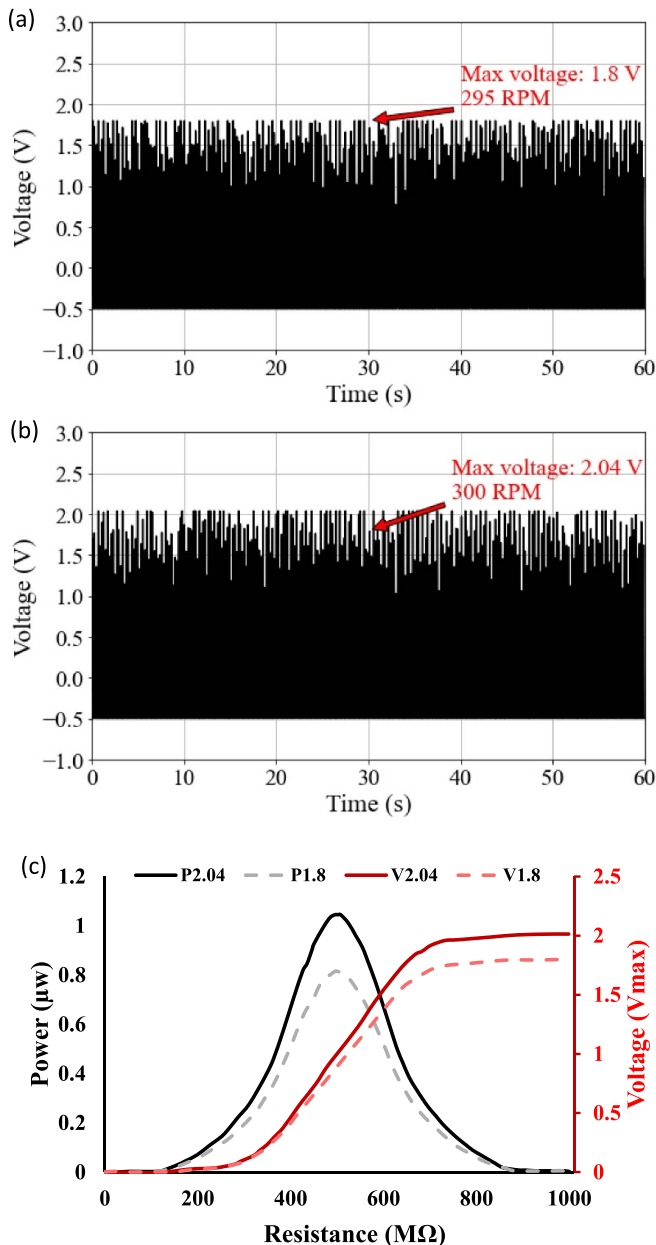 (a)
3.0
2.5
2.0
1.5
1.0
0.5
0.0
−0.5
−1.0
Voltage (V)
Max voltage: 1.8 V
295 RPM
0 10 20 30 40 50 60
Time (s)
(b)
3.0
2.5
2.0
1.5
1.0
0.5
0.0
−0.5
−1.0
Voltage (V)
Max voltage: 2.04 V
300 RPM
0 10 20 30 40 50 60
Time (s)
(c)
P2.04 P1.8 V2.04 V1.8
1.2
1
0.8
0.6
0.4
0.2
0
Power (μw)
2.5
2
1.5
1
0.5
0
Voltage (Vmax)
0 200 400 600 800 1000
Resistance (MΩ)